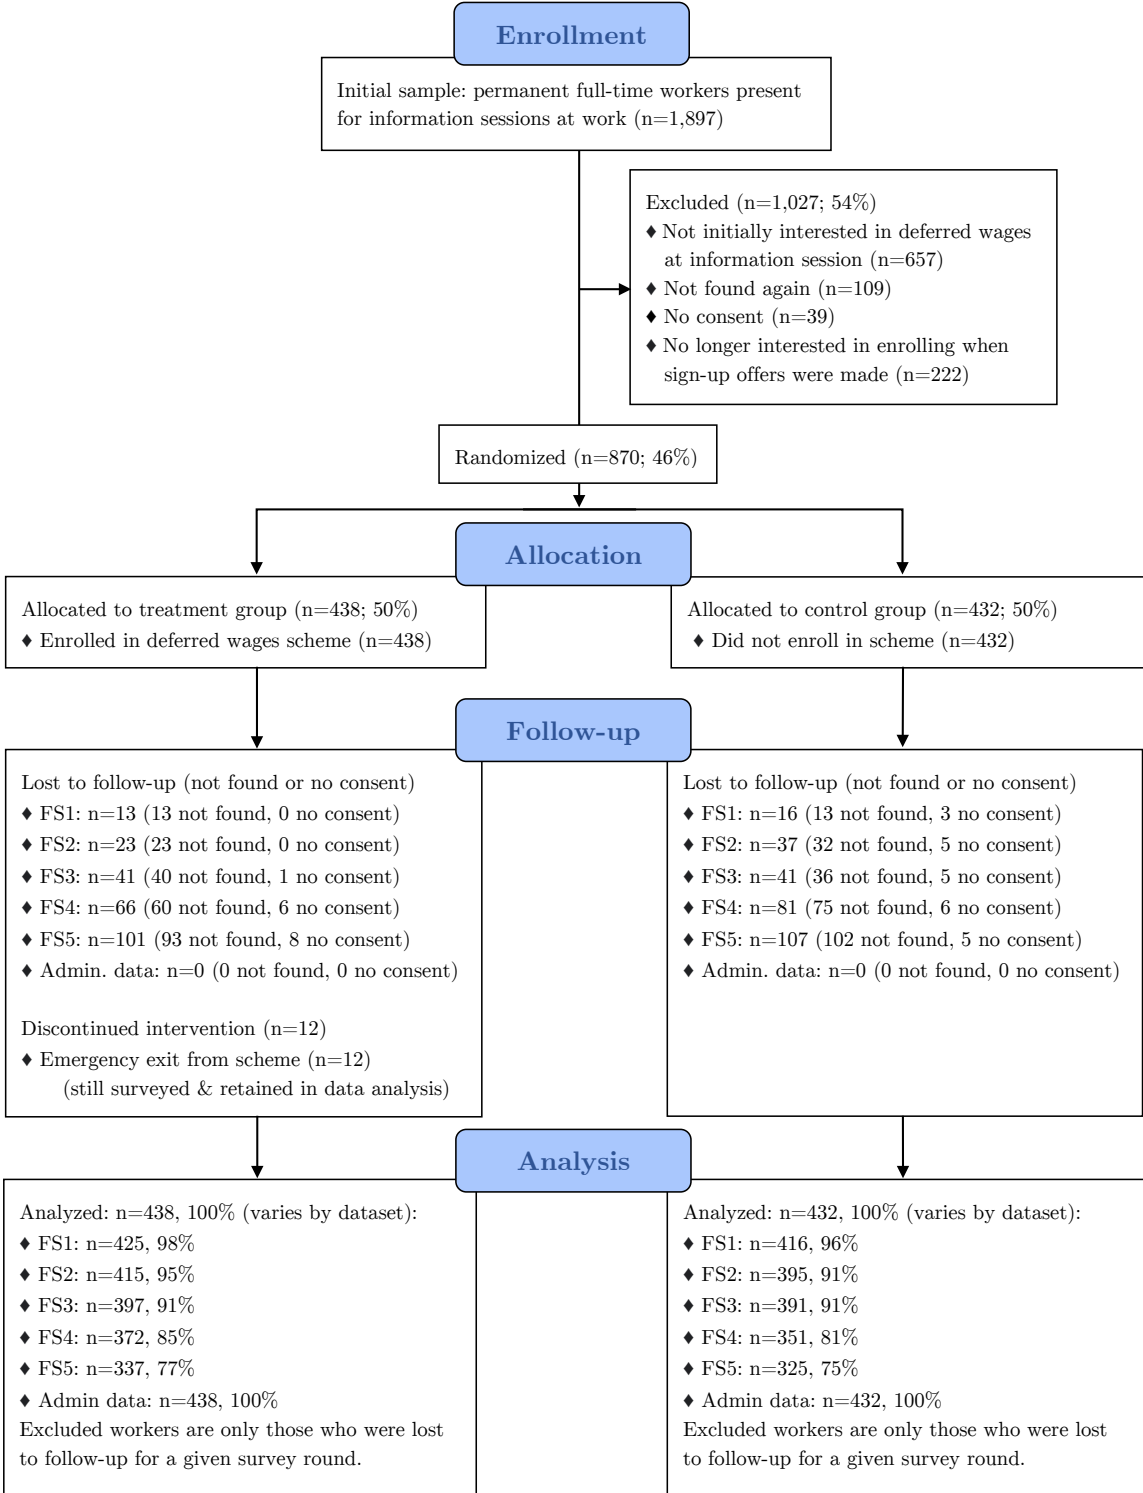 Enrollment
Initial sample: permanent full-time workers present
for information sessions at work (n=1,897)
Excluded (n=1,027; 54%)
♦ Not initially interested in deferred wages
at information session (n=657)
♦ Not found again (n=109)
♦ No consent (n=39)
♦ No longer interested in enrolling when
sign-up offers were made (n=222)
Randomized (n=870; 46%)
Allocation
Allocated to treatment group (n=438; 50%)
♦ Enrolled in deferred wages scheme (n=438)
Allocated to control group (n=432; 50%)
♦ Did not enroll in scheme (n=432)
Follow-up
Lost to follow-up (not found or no consent)
♦ FS1: n=13 (13 not found, 0 no consent)
♦ FS2: n=23 (23 not found, 0 no consent)
♦ FS3: n=41 (40 not found, 1 no consent)
♦ FS4: n=66 (60 not found, 6 no consent)
♦ FS5: n=101 (93 not found, 8 no consent)
♦ Admin. data: n=0 (0 not found, 0 no consent)
Discontinued intervention (n=12)
♦ Emergency exit from scheme (n=12)
(still surveyed & retained in data analysis)
Lost to follow-up (not found or no consent)
♦ FS1: n=16 (13 not found, 3 no consent)
♦ FS2: n=37 (32 not found, 5 no consent)
♦ FS3: n=41 (36 not found, 5 no consent)
♦ FS4: n=81 (75 not found, 6 no consent)
♦ FS5: n=107 (102 not found, 5 no consent)
♦ Admin. data: n=0 (0 not found, 0 no consent)
Analysis
Analyzed: n=438, 100% (varies by dataset):
♦ FS1: n=425, 98%
♦ FS2: n=415, 95%
♦ FS3: n=397, 91%
♦ FS4: n=372, 85%
♦ FS5: n=337, 77%
♦ Admin data: n=438, 100%
Excluded workers are only those who were lost
to follow-up for a given survey round.
Analyzed: n=432, 100% (varies by dataset):
♦ FS1: n=416, 96%
♦ FS2: n=395, 91%
♦ FS3: n=391, 91%
♦ FS4: n=351, 81%
♦ FS5: n=325, 75%
♦ Admin data: n=432, 100%
Excluded workers are only those who were lost
to follow-up for a given survey round.